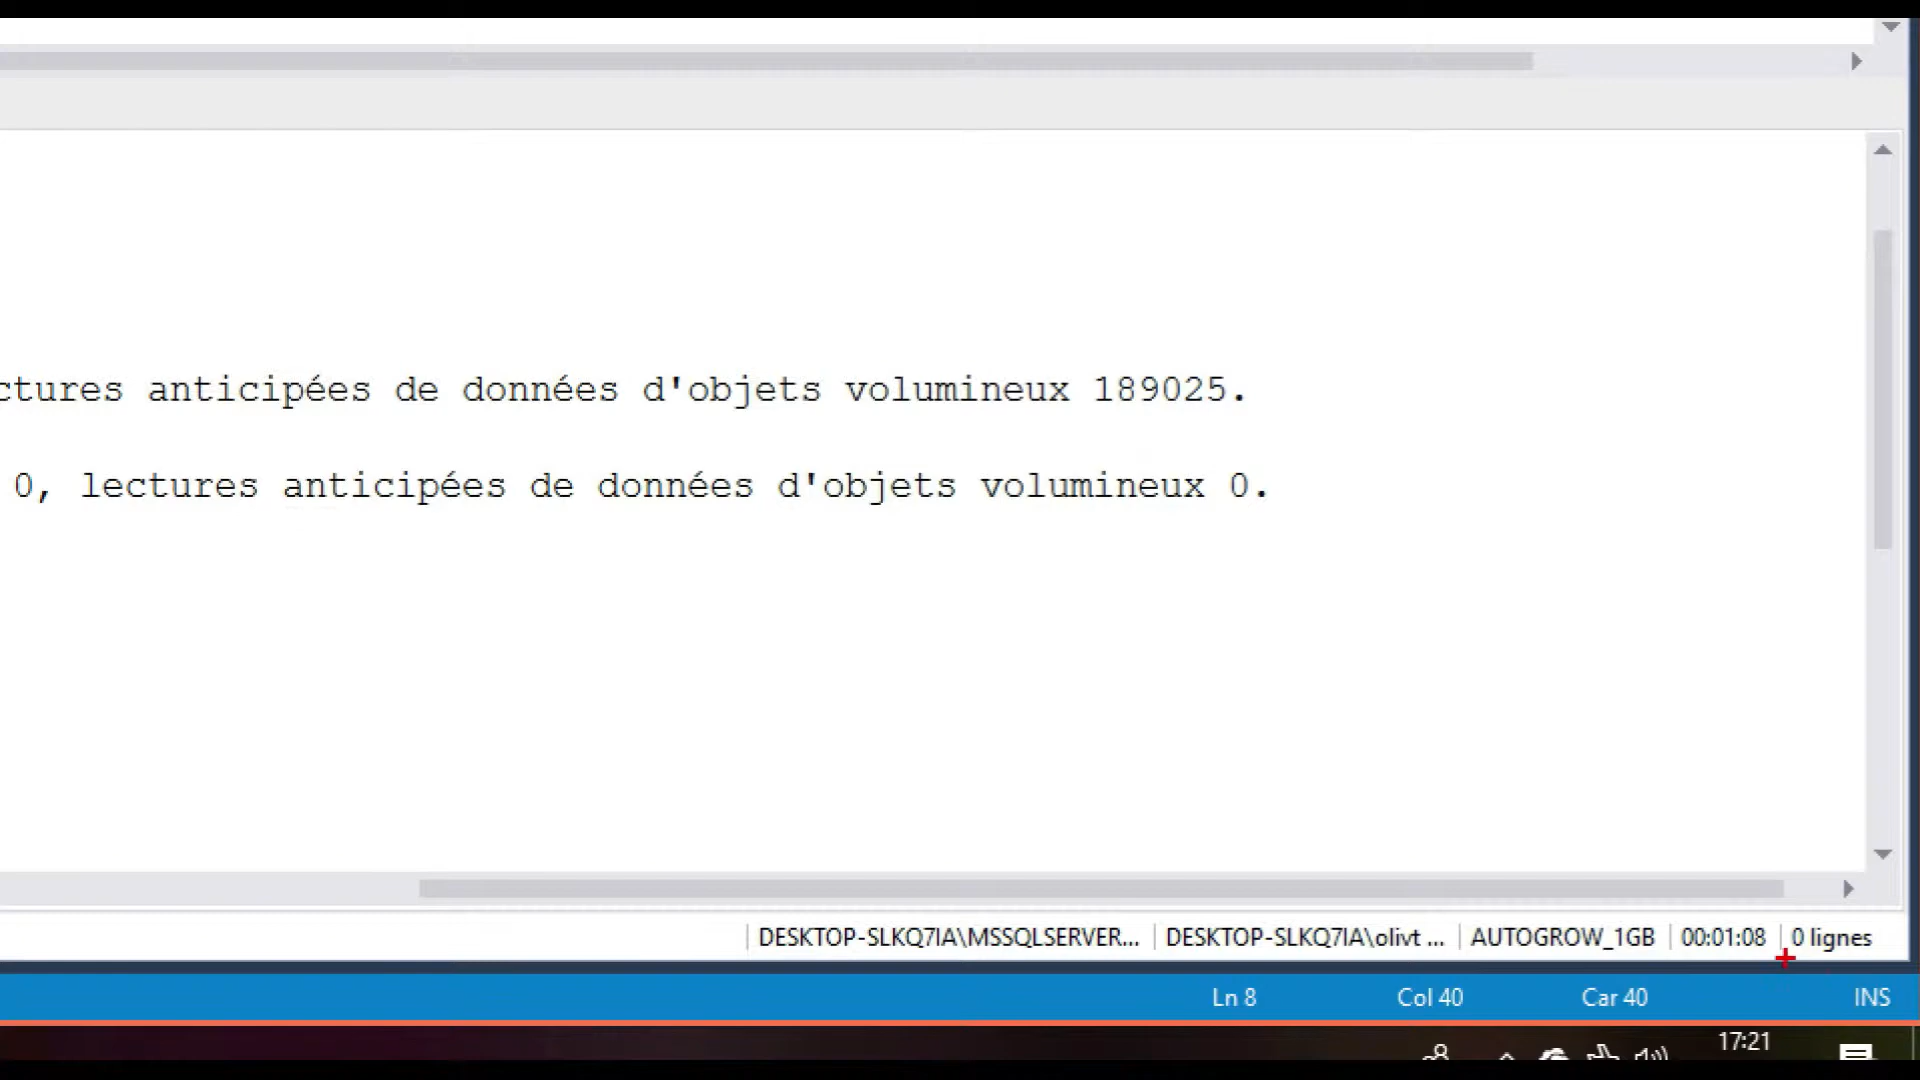 ctures anticipées de données d'objets volumineux 189025.
0, lectures anticipées de données d'objets volumineux 0.
DESKTOP-SLKQ7IA\MSSQLSERVER... DESKTOP-SLKQ7IA\olivt ... AUTOGROW_1GB 00:01:08 0 lignes
Ln 8 Col 40 Car 40 INS
17:21